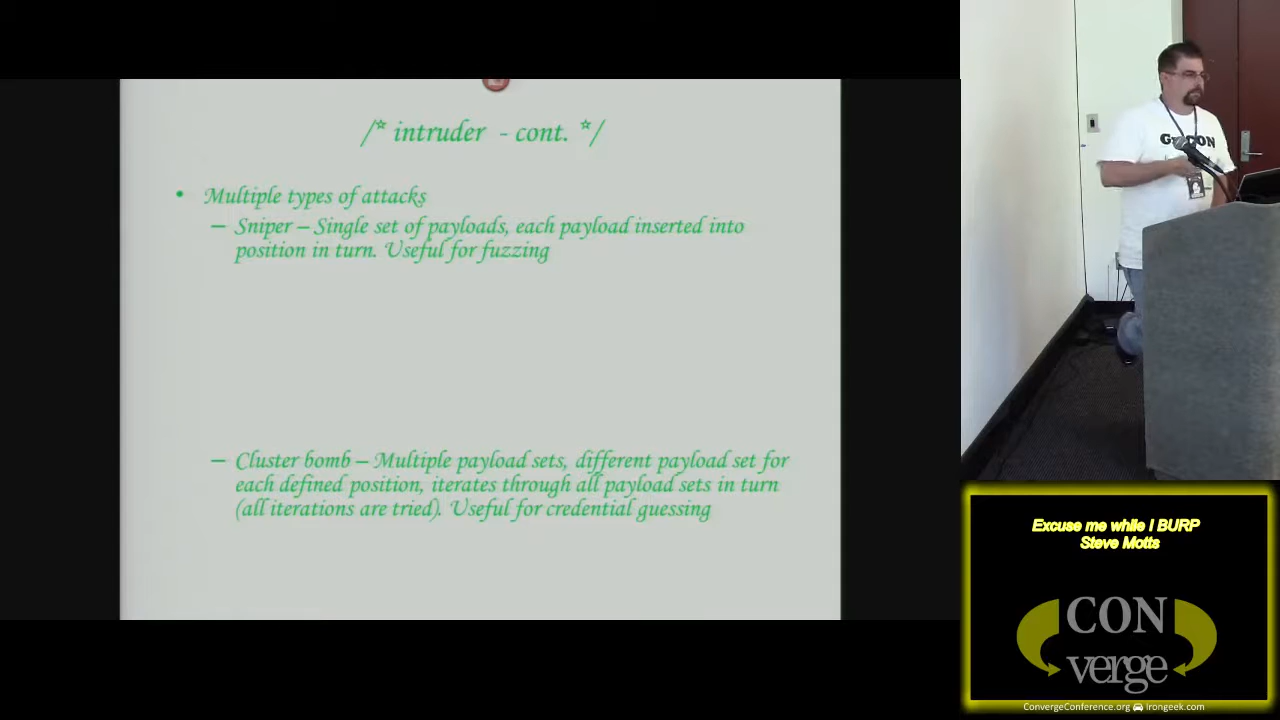 /* intruder - cont. */
• Multiple types of attacks
– Sniper – Single set of payloads, each payload inserted into
position in turn. Useful for fuzzing
– Cluster bomb – Multiple payload sets, different payload set for
each defined position, iterates through all payload sets in turn
(all iterations are tried). Useful for credential guessing
Excuse me while I BURP
Steve Motts
CON
verge
ConvergeConference.org Irongeek.com